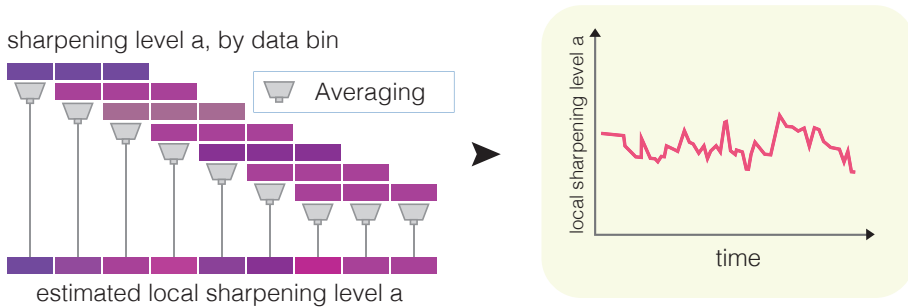 sharpening level a, by data bin
Averaging
estimated local sharpening level a
local sharpening level a
time